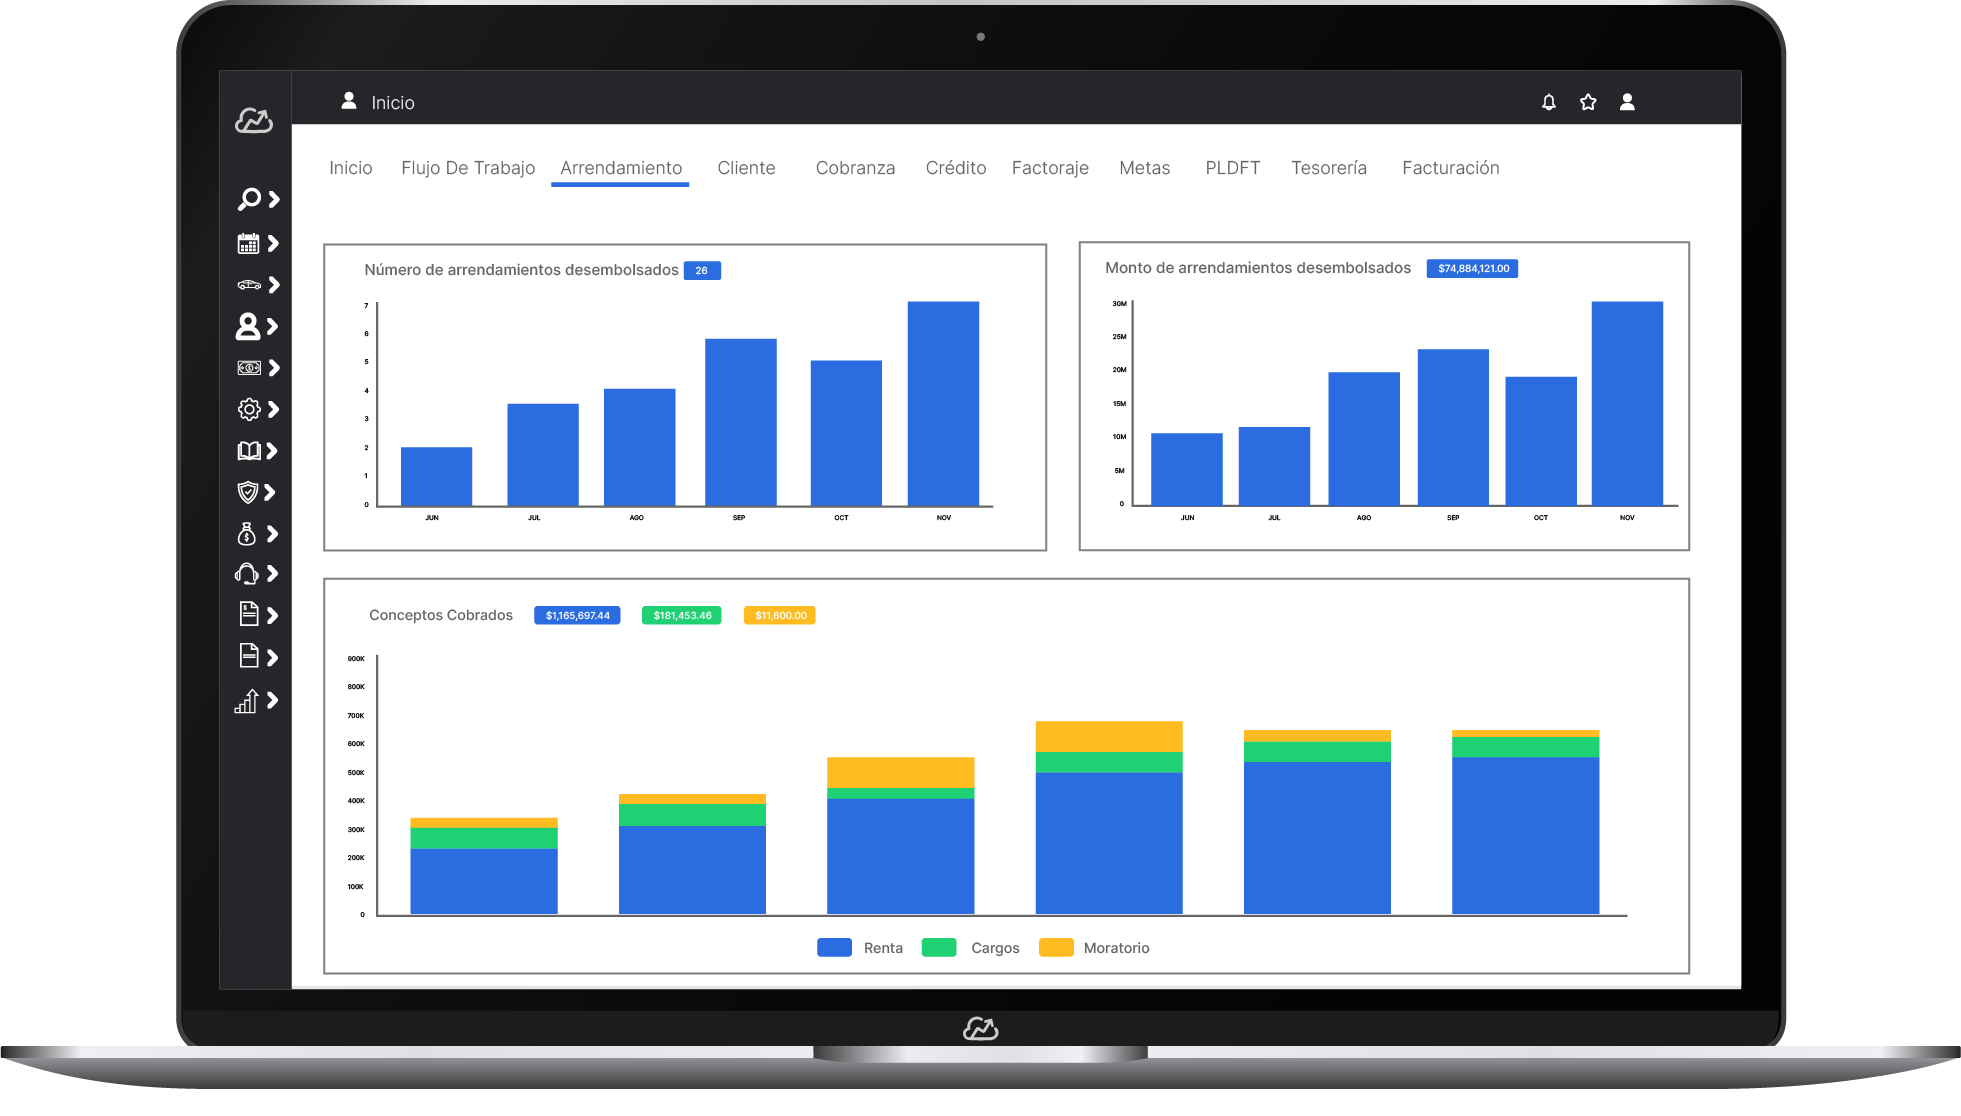 Inicio
Inicio Flujo De Trabajo Arrendamiento Cliente Cobranza Crédito Factoraje Metas PLDFT Tesorería Facturación
Número de arrendamientos desembolsados 26
7
6
5
4
3
2
1
0
JUN JUL AGO SEP OCT NOV
Monto de arrendamientos desembolsados $74,884,121.00
30M
25M
20M
15M
10M
5M
0
JUN JUL AGO SEP OCT NOV
Conceptos Cobrados $1,165,697.44 $181,453.46 $11,600.00
900K
800K
700K
600K
500K
400K
300K
200K
100K
0
Renta Cargos Moratorio